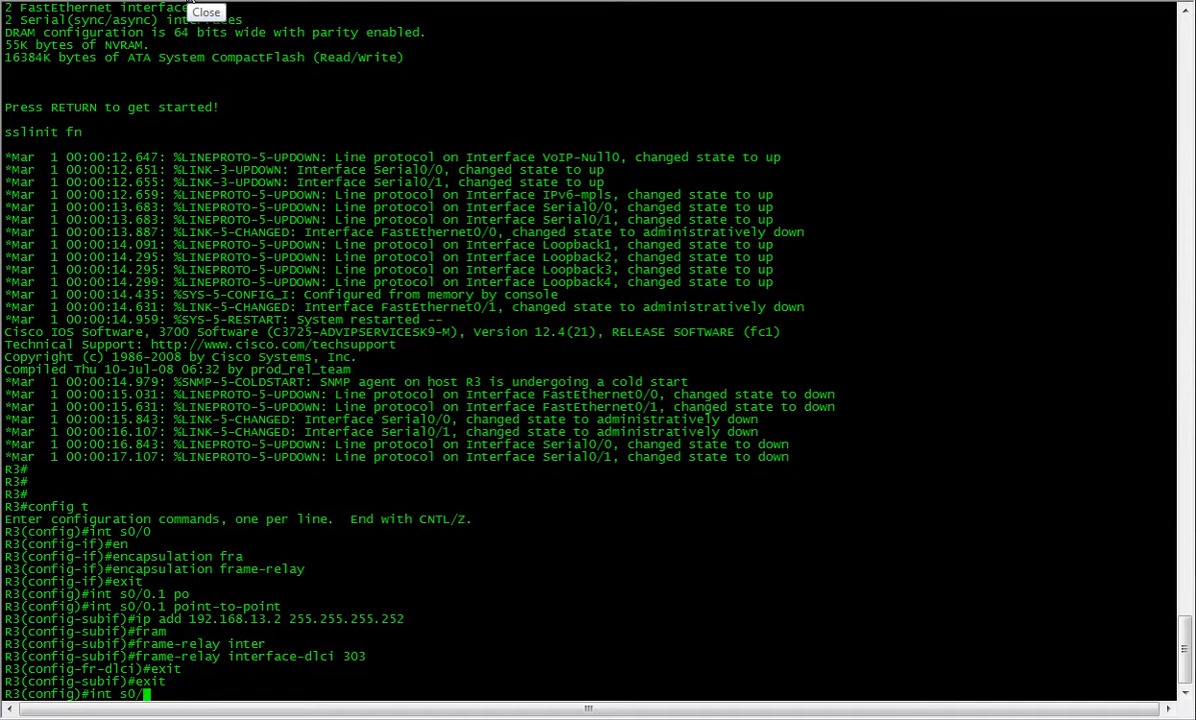 2 FastEthernet interface
Close
2 Serial(sync/async) interfaces
DRAM configuration is 64 bits wide with parity enabled.
55K bytes of NVRAM.
16384K bytes of ATA System CompactFlash (Read/Write)
Press RETURN to get started!
sslinit fn
*Mar  1 00:00:12.647: %LINEPROTO-5-UPDOWN: Line protocol on Interface VoIP-Null0, changed state to up
*Mar  1 00:00:12.651: %LINK-3-UPDOWN: Interface Serial0/0, changed state to up
*Mar  1 00:00:12.655: %LINK-3-UPDOWN: Interface Serial0/1, changed state to up
*Mar  1 00:00:12.659: %LINEPROTO-5-UPDOWN: Line protocol on Interface IPv6-mpls, changed state to up
*Mar  1 00:00:13.683: %LINEPROTO-5-UPDOWN: Line protocol on Interface Serial0/0, changed state to up
*Mar  1 00:00:13.683: %LINEPROTO-5-UPDOWN: Line protocol on Interface Serial0/1, changed state to up
*Mar  1 00:00:13.887: %LINK-5-CHANGED: Interface FastEthernet0/0, changed state to administratively down
*Mar  1 00:00:14.091: %LINEPROTO-5-UPDOWN: Line protocol on Interface Loopback1, changed state to up
*Mar  1 00:00:14.295: %LINEPROTO-5-UPDOWN: Line protocol on Interface Loopback2, changed state to up
*Mar  1 00:00:14.295: %LINEPROTO-5-UPDOWN: Line protocol on Interface Loopback3, changed state to up
*Mar  1 00:00:14.299: %LINEPROTO-5-UPDOWN: Line protocol on Interface Loopback4, changed state to up
*Mar  1 00:00:14.435: %SYS-5-CONFIG_I: Configured from memory by console
*Mar  1 00:00:14.631: %LINK-5-CHANGED: Interface FastEthernet0/1, changed state to administratively down
*Mar  1 00:00:14.959: %SYS-5-RESTART: System restarted --
Cisco IOS Software, 3700 Software (C3725-ADVIPSERVICESK9-M), Version 12.4(21), RELEASE SOFTWARE (fc1)
Technical Support: http://www.cisco.com/techsupport
Copyright (c) 1986-2008 by Cisco Systems, Inc.
Compiled Thu 10-Jul-08 06:32 by prod_rel_team
*Mar  1 00:00:14.979: %SNMP-5-COLDSTART: SNMP agent on host R3 is undergoing a cold start
*Mar  1 00:00:15.031: %LINEPROTO-5-UPDOWN: Line protocol on Interface FastEthernet0/0, changed state to down
*Mar  1 00:00:15.631: %LINEPROTO-5-UPDOWN: Line protocol on Interface FastEthernet0/1, changed state to down
*Mar  1 00:00:15.843: %LINK-5-CHANGED: Interface Serial0/0, changed state to administratively down
*Mar  1 00:00:16.107: %LINK-5-CHANGED: Interface Serial0/1, changed state to administratively down
*Mar  1 00:00:16.843: %LINEPROTO-5-UPDOWN: Line protocol on Interface Serial0/0, changed state to down
*Mar  1 00:00:17.107: %LINEPROTO-5-UPDOWN: Line protocol on Interface Serial0/1, changed state to down
R3#
R3#
R3#
R3#config t
Enter configuration commands, one per line.  End with CNTL/Z.
R3(config)#int s0/0
R3(config-if)#en
R3(config-if)#encapsulation fra
R3(config-if)#encapsulation frame-relay
R3(config-if)#exit
R3(config)#int s0/0.1 po
R3(config)#int s0/0.1 point-to-point
R3(config-subif)#ip add 192.168.13.2 255.255.255.252
R3(config-subif)#fram
R3(config-subif)#frame-relay inter
R3(config-subif)#frame-relay interface-dlci 303
R3(config-fr-dlci)#exit
R3(config-subif)#exit
R3(config)#int s0/